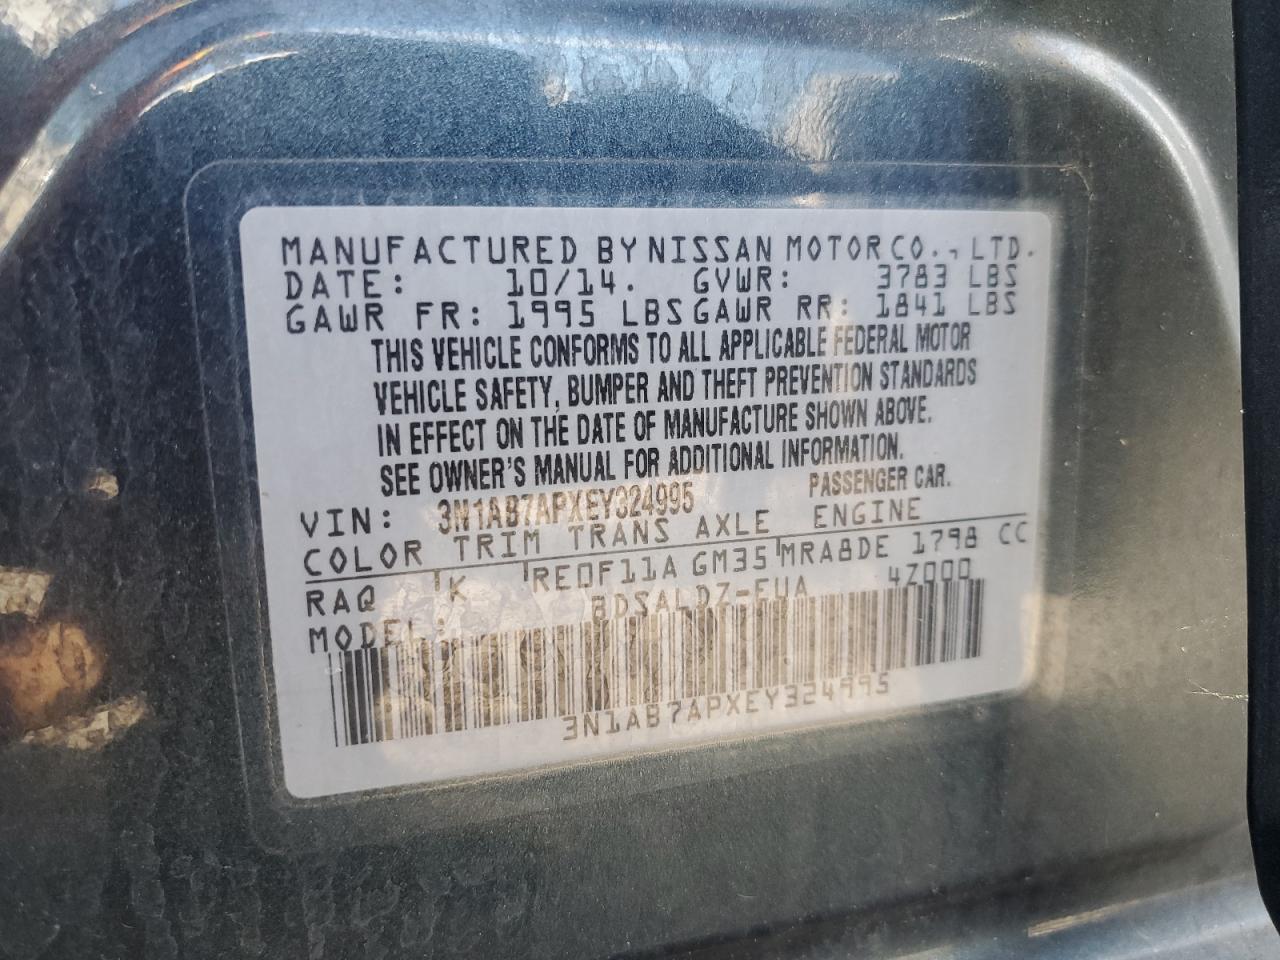 MANUFACTURED BY NISSAN MOTOR CO., LTD.
DATE: 10/14. GVWR: 3783 LBS
GAWR FR: 1995 LBS GAWR RR: 1841 LBS
THIS VEHICLE CONFORMS TO ALL APPLICABLE FEDERAL MOTOR
VEHICLE SAFETY, BUMPER AND THEFT PREVENTION STANDARDS
IN EFFECT ON THE DATE OF MANUFACTURE SHOWN ABOVE.
SEE OWNER'S MANUAL FOR ADDITIONAL INFORMATION.
VIN: 3N1AB7APXEY324995 PASSENGER CAR.
COLOR TRIM TRANS AXLE ENGINE
RAQ K RE0F11A GM35 MRA8DE 1798 CC
MODEL: BDSALDZ-EUA 4Z000
3N1AB7APXEY324995